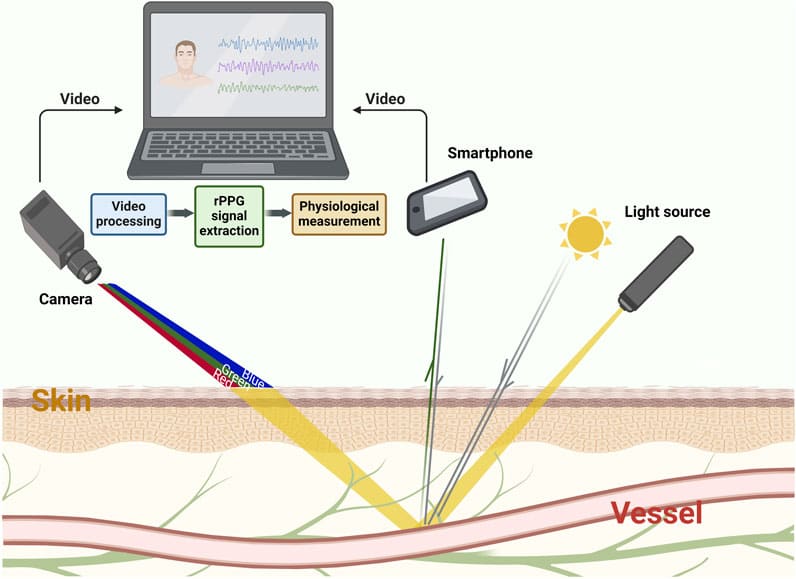 Video
Video
Smartphone
Video
processing
rPPG
signal
extraction
Physiological
measurement
Light source
Camera
Blue
Green
Red
Skin
Vessel